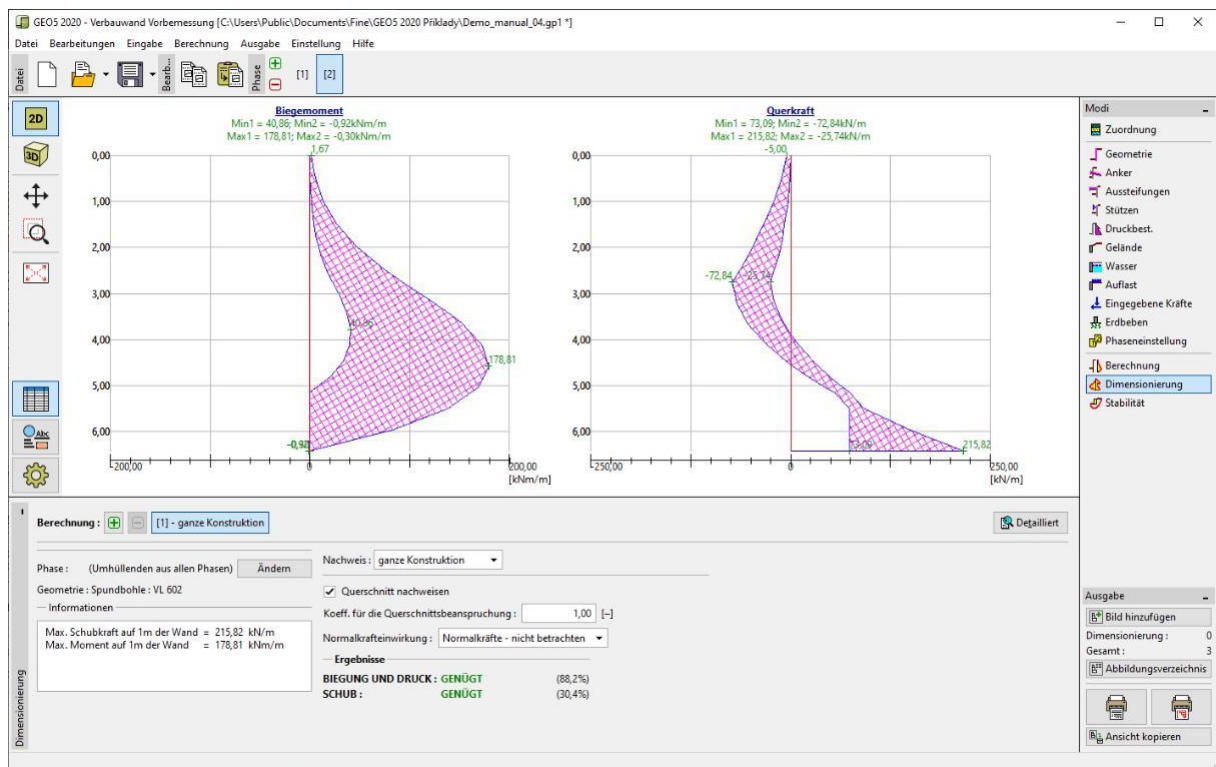 GEO5 2020 - Verbauwand Vorbemessung [C:\Users\Public\Documents\Fine\GEO5 2020 Příklady\Demo_manual_04.gp1 *]
Datei Bearbeitungen Eingabe Berechnung Ausgabe Einstellung Hilfe
Datei
Bearb...
Phase
[1] [2]
2D
3D
Abc
Biegemoment
Min1 = 40,86; Min2 = -0,92kNm/m
Max1 = 178,81; Max2 = -0,30kNm/m
1,67
0,00
1,00
2,00
3,00
4,00
5,00
6,00
40,86
178,81
-200,00 0 200,00
[kNm/m]
Querkraft
Min1 = 73,09; Min2 = -72,84kN/m
Max1 = 215,82; Max2 = -25,74kN/m
-5,00
0,00
1,00
2,00
3,00
4,00
5,00
6,00
-72,84 -25,74
73,09 215,82
-250,00 0 250,00
[kN/m]
Modi
Zuordnung
Geometrie
Anker
Aussteifungen
Stützen
Druckbest.
Gelände
Wasser
Auflast
Eingegebene Kräfte
Erdbeben
Phaseneinstellung
Berechnung
Dimensionierung
Stabilität
Dimensionierung
Berechnung : [1] - ganze Konstruktion
Detailliert
Phase : (Umhüllenden aus allen Phasen) Ändern
Geometrie : Spundbohle : VL 602
Informationen
Max. Schubkraft auf 1m der Wand = 215,82 kN/m
Max. Moment auf 1m der Wand = 178,81 kNm/m
Nachweis : ganze Konstruktion
Querschnitt nachweisen
Koeff. für die Querschnittsbeanspruchung : 1,00 [–]
Normalkrafteinwirkung : Normalkräfte - nicht betrachten
Ergebnisse
BIEGUNG UND DRUCK : GENÜGT (88,2%)
SCHUB : GENÜGT (30,4%)
Ausgabe
Bild hinzufügen
Dimensionierung : 0
Gesamt : 3
Abbildungsverzeichnis
Ansicht kopieren